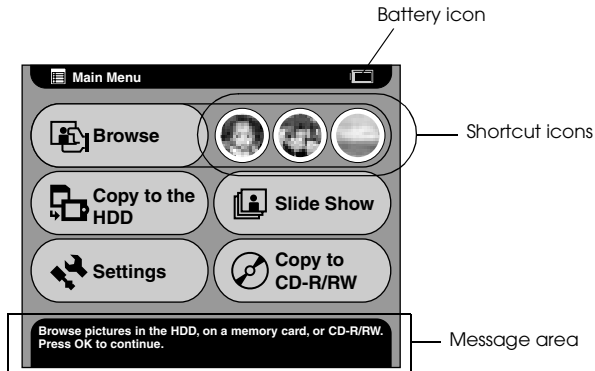 Battery icon
Main Menu
Browse
Shortcut icons
Copy to the
HDD
Slide Show
Settings
Copy to
CD-R/RW
Browse pictures in the HDD, on a memory card, or CD-R/RW.
Press OK to continue.
Message area